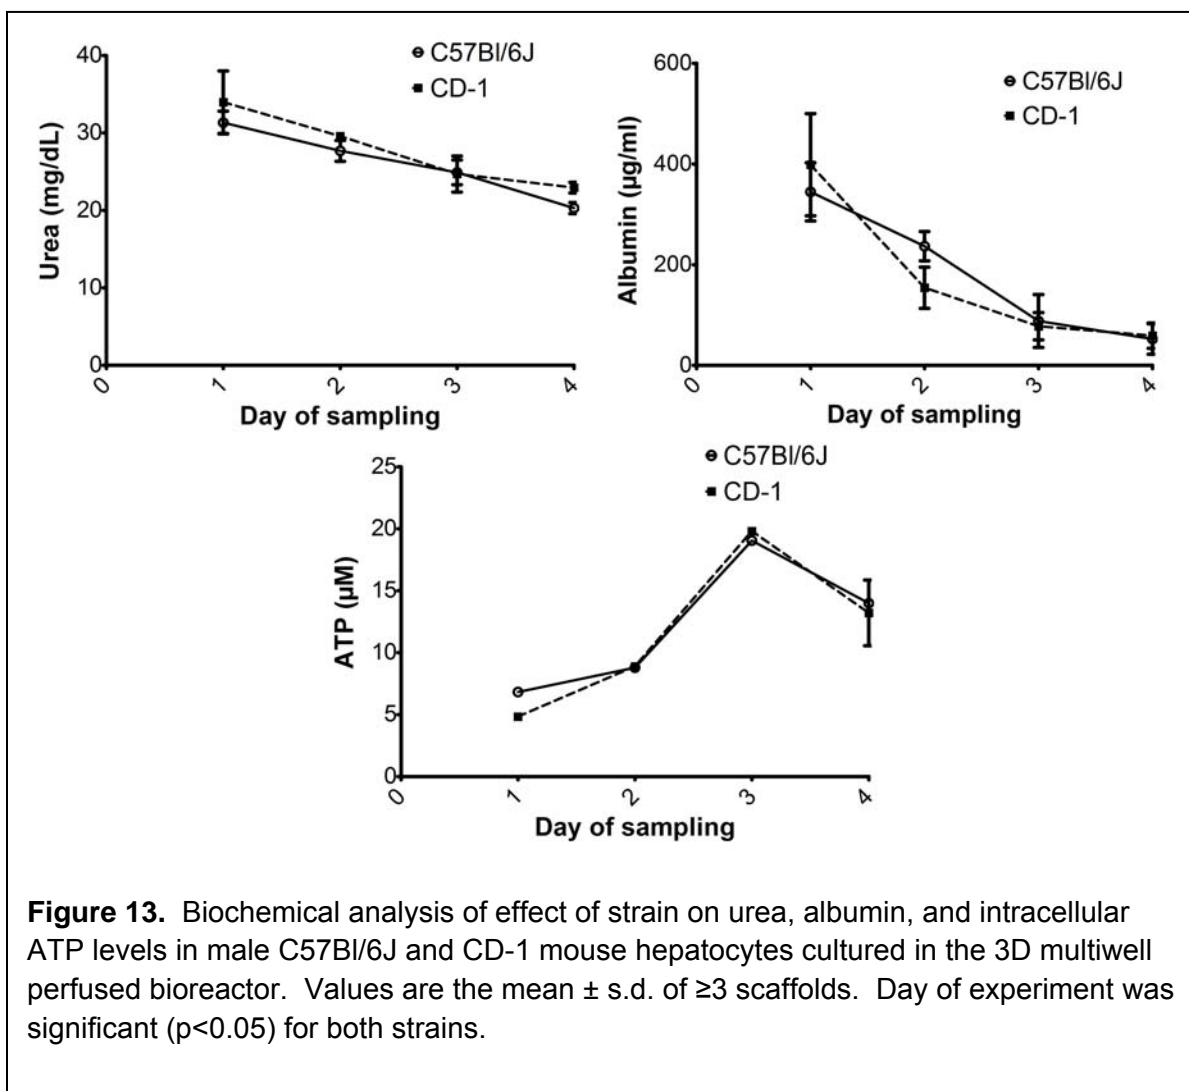 C57Bl/6J
CD-1
40
30
20
10
0
Urea (mg/dL)
0 1 2 3 4
Day of sampling
C57Bl/6J
CD-1
600
400
200
0
Albumin (µg/ml)
0 1 2 3 4
Day of sampling
C57Bl/6J
CD-1
25
20
15
10
5
0
ATP (µM)
0 1 2 3 4
Day of sampling
Figure 13. Biochemical analysis of effect of strain on urea, albumin, and intracellular
ATP levels in male C57Bl/6J and CD-1 mouse hepatocytes cultured in the 3D multiwell
perfused bioreactor. Values are the mean ± s.d. of ≥3 scaffolds. Day of experiment was
significant (p<0.05) for both strains.